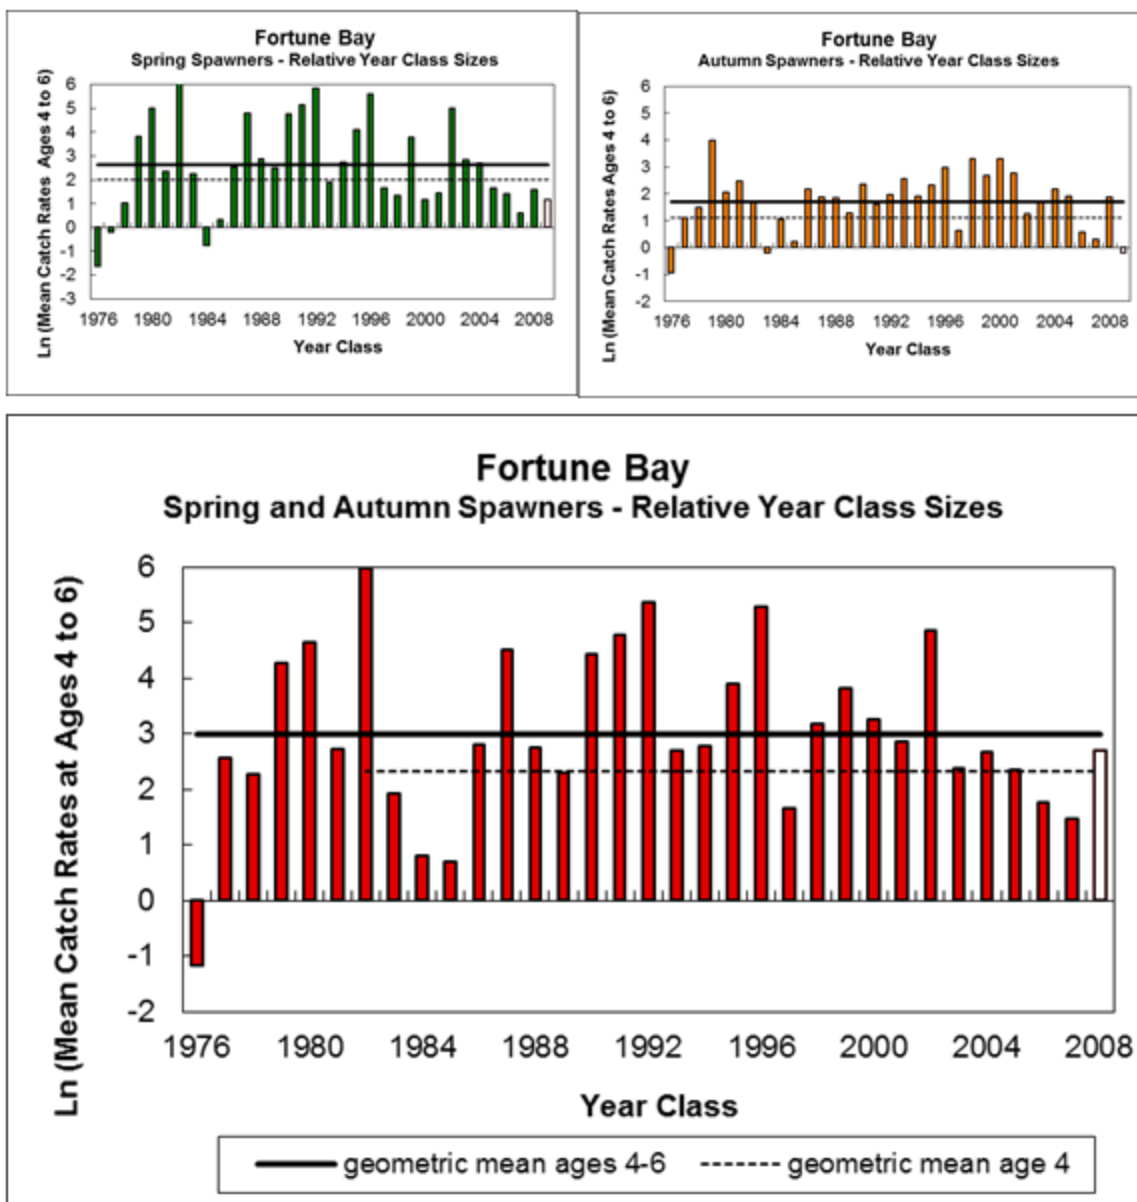 Fortune Bay
Spring Spawners - Relative Year Class Sizes
Ln (Mean Catch Rates Ages 4 to 6)
6
5
4
3
2
1
0
-1
-2
-3
1976 1980 1984 1988 1992 1996 2000 2004 2008
Year Class
Fortune Bay
Autumn Spawners - Relative Year Class Sizes
Ln (Mean Catch Rates Ages 4 to 6)
6
5
4
3
2
1
0
-1
-2
1976 1980 1984 1988 1992 1996 2000 2004 2008
Year Class
Fortune Bay
Spring and Autumn Spawners - Relative Year Class Sizes
Ln (Mean Catch Rates at Ages 4 to 6)
6
5
4
3
2
1
0
-1
-2
1976 1980 1984 1988 1992 1996 2000 2004 2008
Year Class
geometric mean ages 4-6 geometric mean age 4